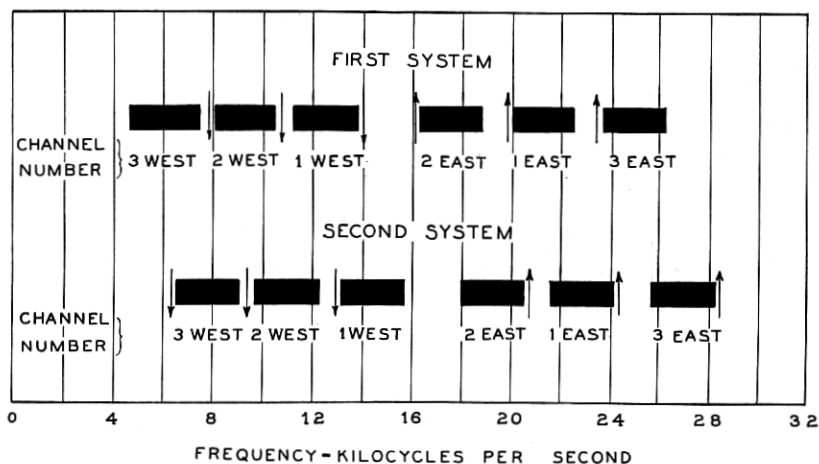 FIRST SYSTEM
CHANNEL
NUMBER
3 WEST 2 WEST 1 WEST 2 EAST 1 EAST 3 EAST
SECOND SYSTEM
CHANNEL
NUMBER
3 WEST 2 WEST 1 WEST 2 EAST 1 EAST 3 EAST
0 4 8 12 16 20 24 28 32
FREQUENCY-KILOCYCLES PER SECOND